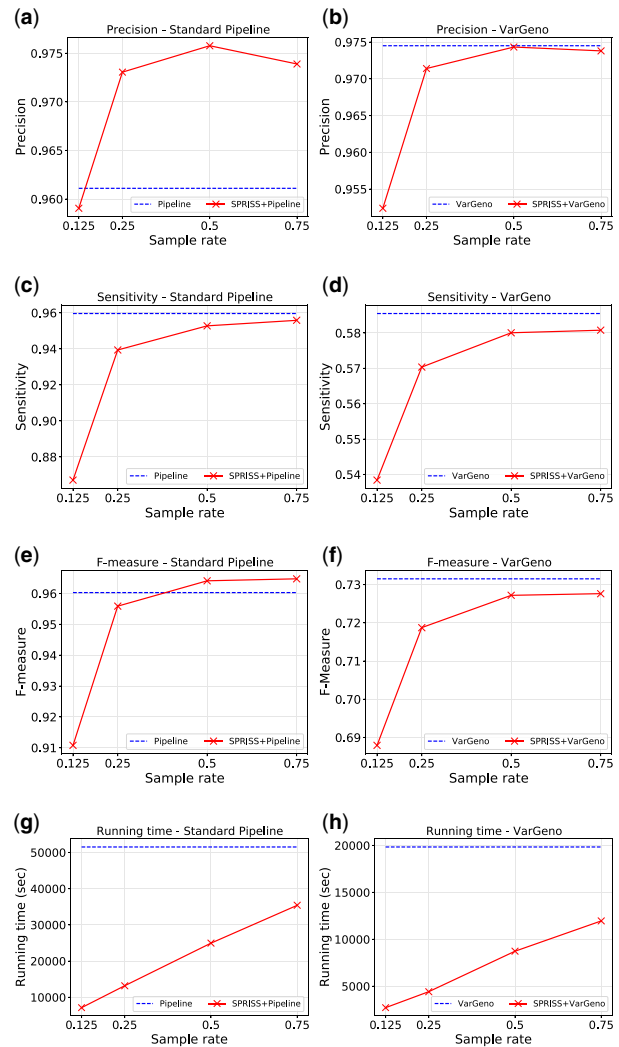 (a)
Precision - Standard Pipeline
Precision
0.975
0.970
0.965
0.960
Pipeline SPRISS+Pipeline
0.125 0.25 0.5 0.75
Sample rate
(b)
Precision - VarGeno
Precision
0.975
0.970
0.965
0.960
0.955
VarGeno SPRISS+VarGeno
0.125 0.25 0.5 0.75
Sample rate
(c)
Sensitivity - Standard Pipeline
Sensitivity
0.96
0.94
0.92
0.90
0.88
Pipeline SPRISS+Pipeline
0.125 0.25 0.5 0.75
Sample rate
(d)
Sensitivity - VarGeno
Sensitivity
0.58
0.57
0.56
0.55
0.54
VarGeno SPRISS+VarGeno
0.125 0.25 0.5 0.75
Sample rate
(e)
F-measure - Standard Pipeline
F-measure
0.96
0.95
0.94
0.93
0.92
0.91
Pipeline SPRISS+Pipeline
0.125 0.25 0.5 0.75
Sample rate
(f)
F-measure - VarGeno
F-Measure
0.73
0.72
0.71
0.70
0.69
VarGeno SPRISS+VarGeno
0.125 0.25 0.5 0.75
Sample rate
(g)
Running time - Standard Pipeline
Running time (sec)
50000
40000
30000
20000
10000
Pipeline SPRISS+Pipeline
0.125 0.25 0.5 0.75
Sample rate
(h)
Running time - VarGeno
Running time (sec)
20000
15000
10000
5000
VarGeno SPRISS+VarGeno
0.125 0.25 0.5 0.75
Sample rate